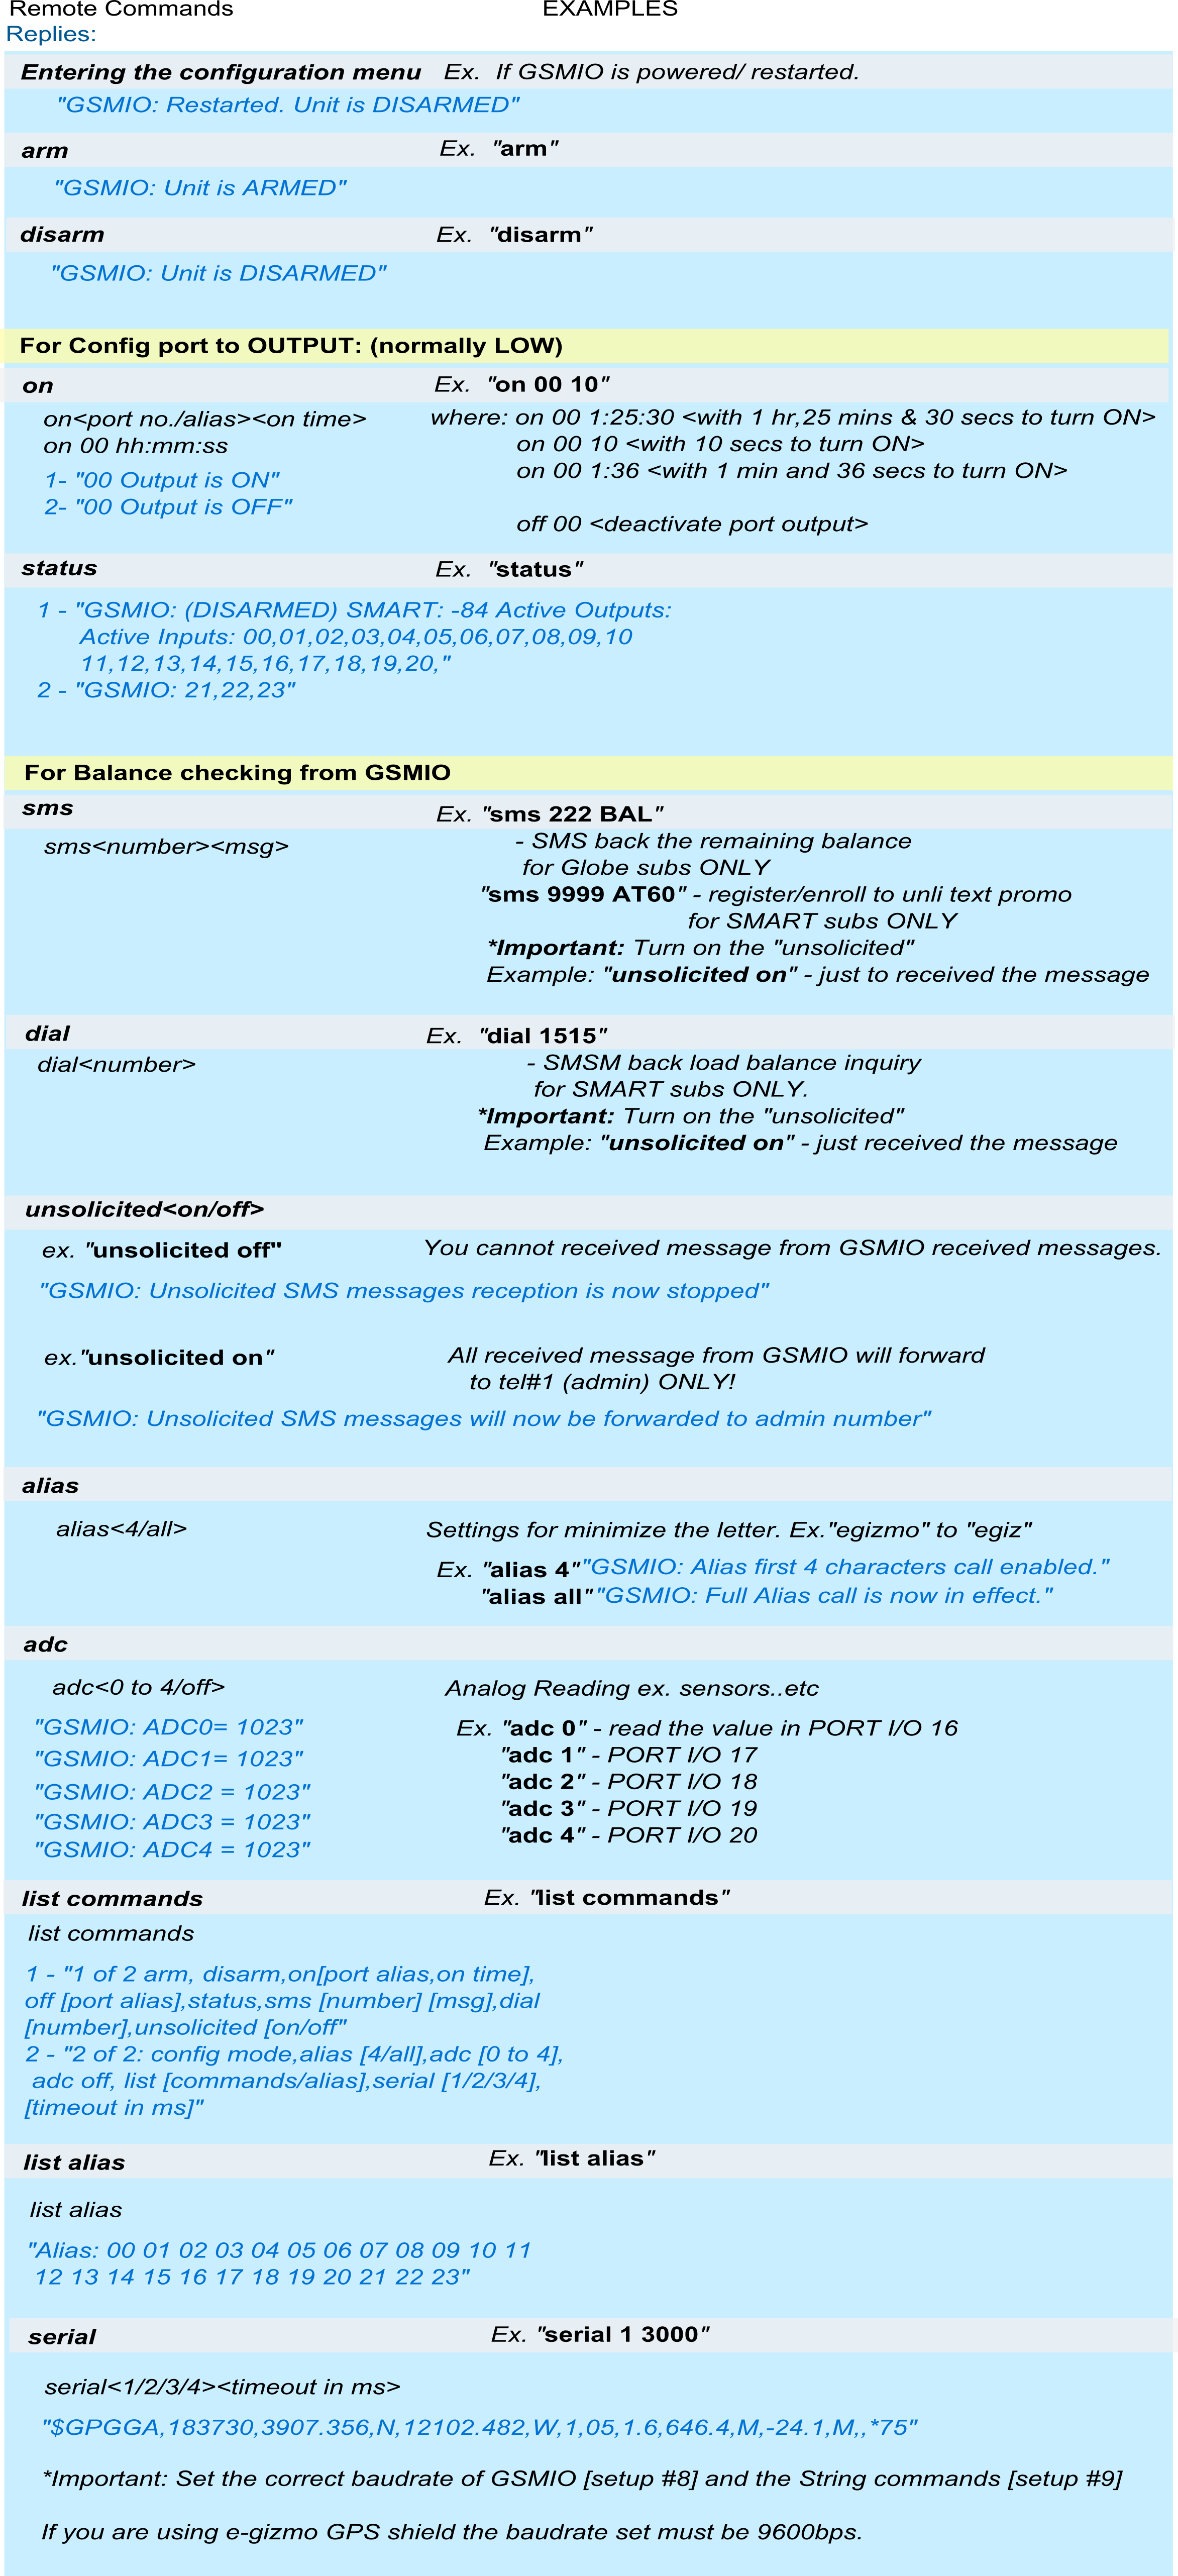 Remote Commands EXAMPLES
Replies:
Entering the configuration menu Ex. If GSMIO is powered/ restarted.
"GSMIO: Restarted. Unit is DISARMED"
arm Ex. "arm"
"GSMIO: Unit is ARMED"
disarm Ex. "disarm"
"GSMIO: Unit is DISARMED"
For Config port to OUTPUT: (normally LOW)
on Ex. "on 00 10"
on<port no./alias><on time> where: on 00 1:25:30 <with 1 hr,25 mins & 30 secs to turn ON>
on 00 hh:mm:ss on 00 10 <with 10 secs to turn ON>
on 00 1:36 <with 1 min and 36 secs to turn ON>
1- "00 Output is ON"
2- "00 Output is OFF"
off 00 <deactivate port output>
status Ex. "status"
1 - "GSMIO: (DISARMED) SMART: -84 Active Outputs:
Active Inputs: 00,01,02,03,04,05,06,07,08,09,10
11,12,13,14,15,16,17,18,19,20,"
2 - "GSMIO: 21,22,23"
For Balance checking from GSMIO
sms Ex. "sms 222 BAL"
sms<number><msg> - SMS back the remaining balance
for Globe subs ONLY
"sms 9999 AT60" - register/enroll to unli text promo
for SMART subs ONLY
*Important: Turn on the "unsolicited"
Example: "unsolicited on" - just to received the message
dial Ex. "dial 1515"
dial<number> - SMSM back load balance inquiry
for SMART subs ONLY.
*Important: Turn on the "unsolicited"
Example: "unsolicited on" - just received the message
unsolicited<on/off>
ex. "unsolicited off" You cannot received message from GSMIO received messages.
"GSMIO: Unsolicited SMS messages reception is now stopped"
ex."unsolicited on" All received message from GSMIO will forward
to tel#1 (admin) ONLY!
"GSMIO: Unsolicited SMS messages will now be forwarded to admin number"
alias
alias<4/all> Settings for minimize the letter. Ex."egizmo" to "egiz"
Ex. "alias 4" "GSMIO: Alias first 4 characters call enabled."
"alias all" "GSMIO: Full Alias call is now in effect."
adc
adc<0 to 4/off> Analog Reading ex. sensors..etc
"GSMIO: ADC0= 1023" Ex. "adc 0" - read the value in PORT I/O 16
"GSMIO: ADC1= 1023" "adc 1" - PORT I/O 17
"GSMIO: ADC2 = 1023" "adc 2" - PORT I/O 18
"GSMIO: ADC3 = 1023" "adc 3" - PORT I/O 19
"GSMIO: ADC4 = 1023" "adc 4" - PORT I/O 20
list commands Ex. "list commands"
list commands
1 - "1 of 2 arm, disarm,on[port alias,on time],
off [port alias],status,sms [number] [msg],dial
[number],unsolicited [on/off"
2 - "2 of 2: config mode,alias [4/all],adc [0 to 4],
adc off, list [commands/alias],serial [1/2/3/4],
[timeout in ms]"
list alias Ex. "list alias"
list alias
"Alias: 00 01 02 03 04 05 06 07 08 09 10 11
12 13 14 15 16 17 18 19 20 21 22 23"
serial Ex. "serial 1 3000"
serial<1/2/3/4><timeout in ms>
"$GPGGA,183730,3907.356,N,12102.482,W,1,05,1.6,646.4,M,-24.1,M,,*75"
*Important: Set the correct baudrate of GSMIO [setup #8] and the String commands [setup #9]
If you are using e-gizmo GPS shield the baudrate set must be 9600bps.